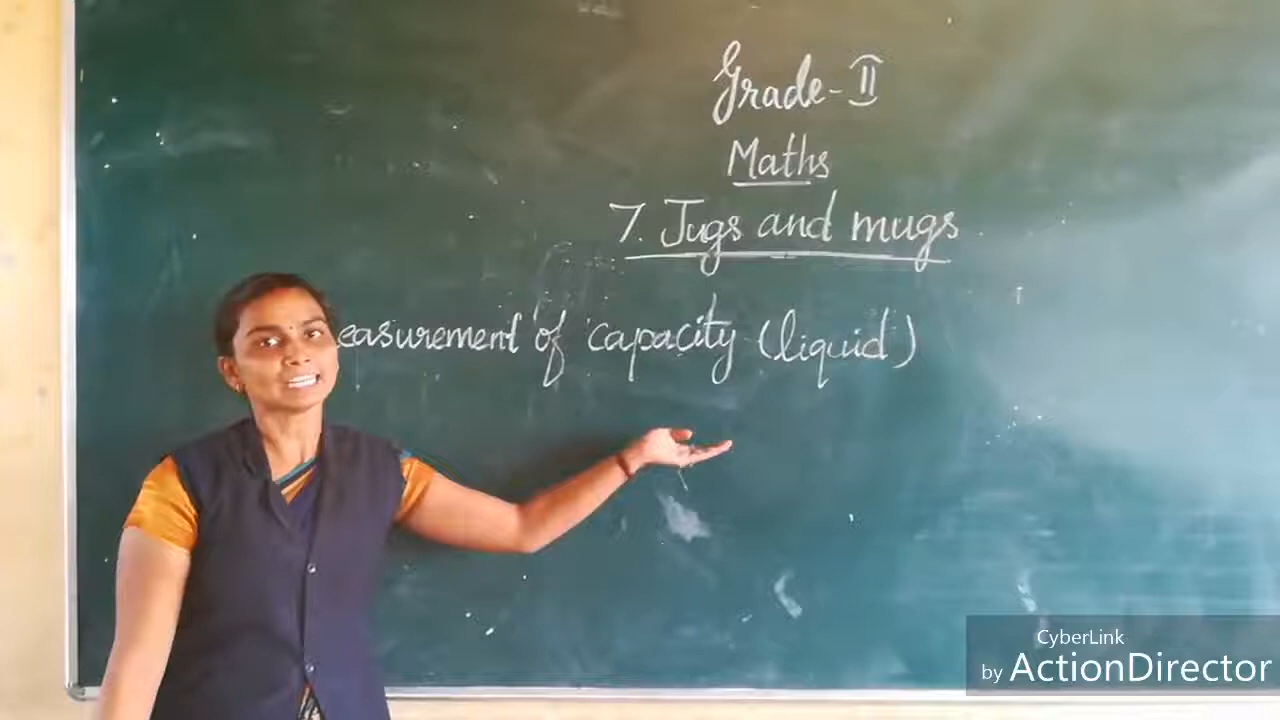 Grade-II
Maths
7. Jugs and mugs
easurement of capacity (liquid)
CyberLink
by ActionDirector